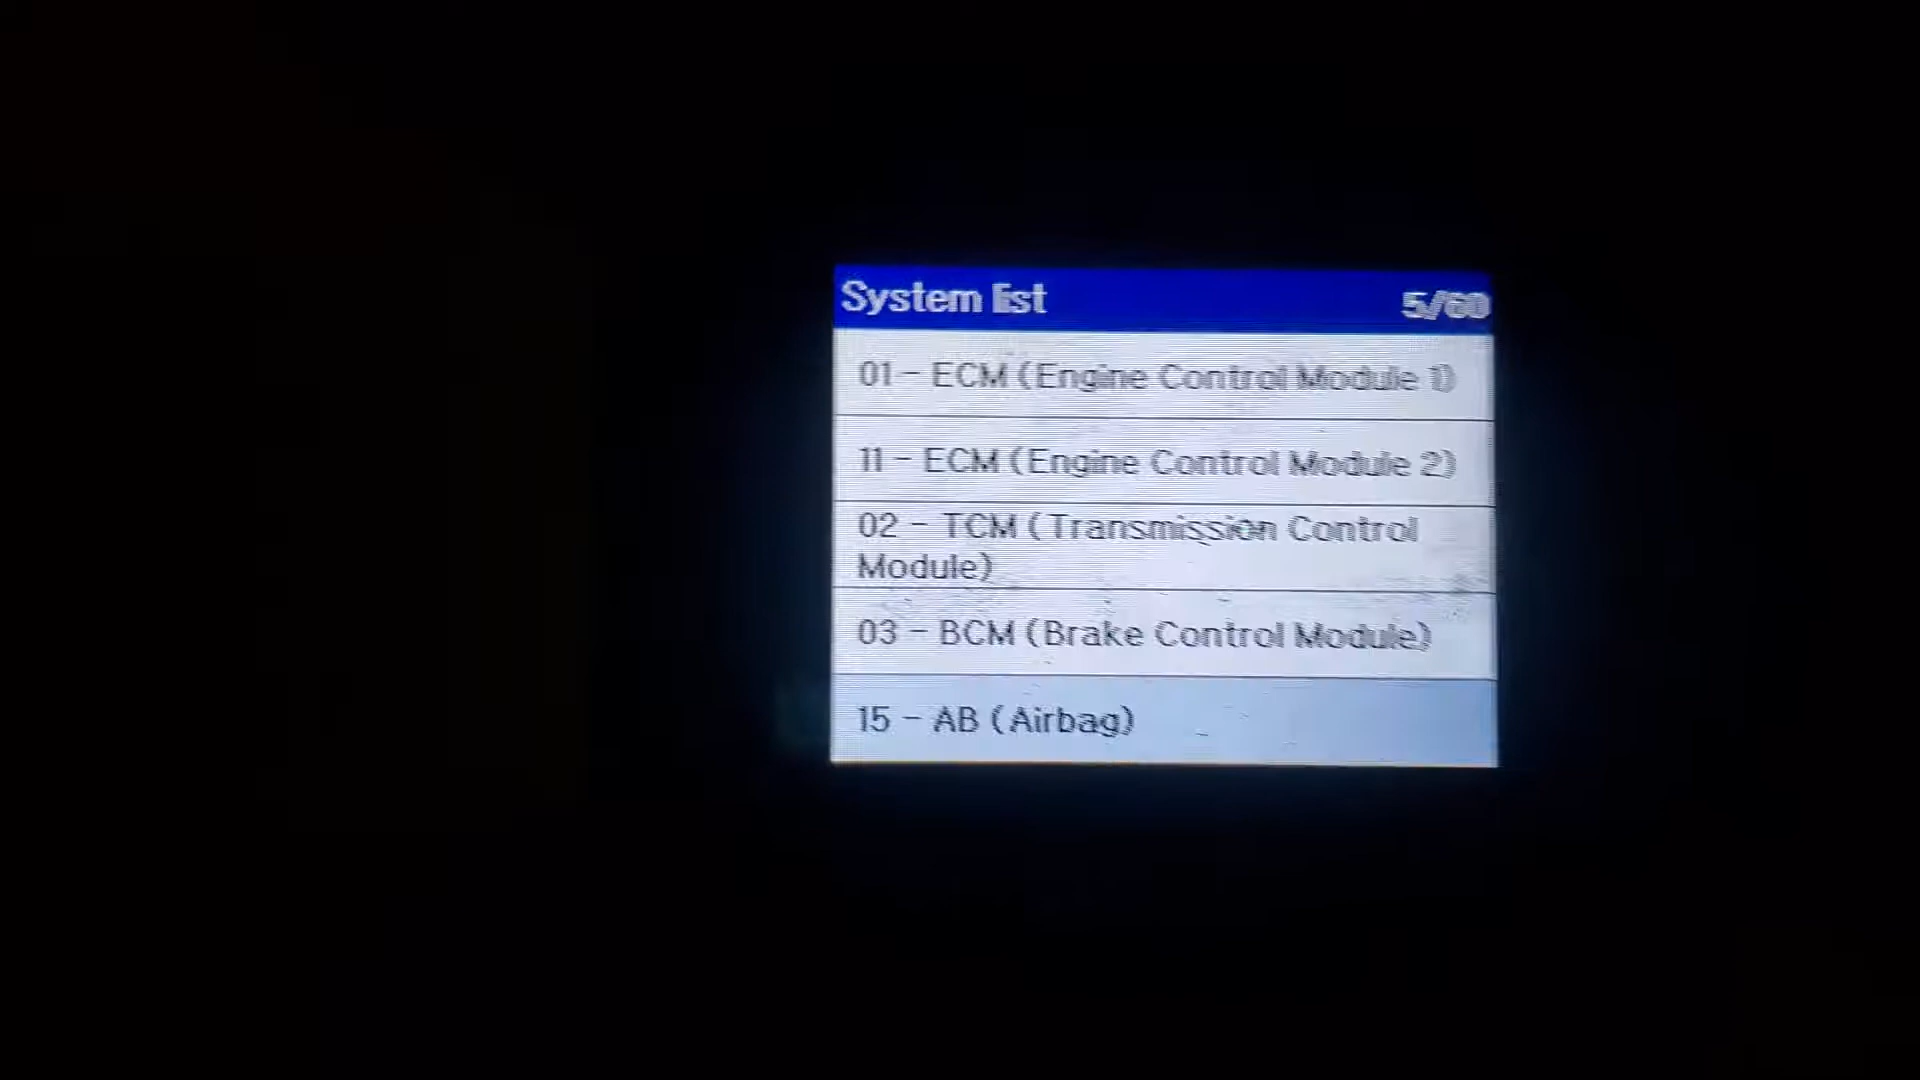 System list
5/60
01 - ECM (Engine Control Module 1)
11 - ECM (Engine Control Module 2)
02 - TCM (Transmission Control
Module)
03 - BCM (Brake Control Module)
15 - AB (Airbag)